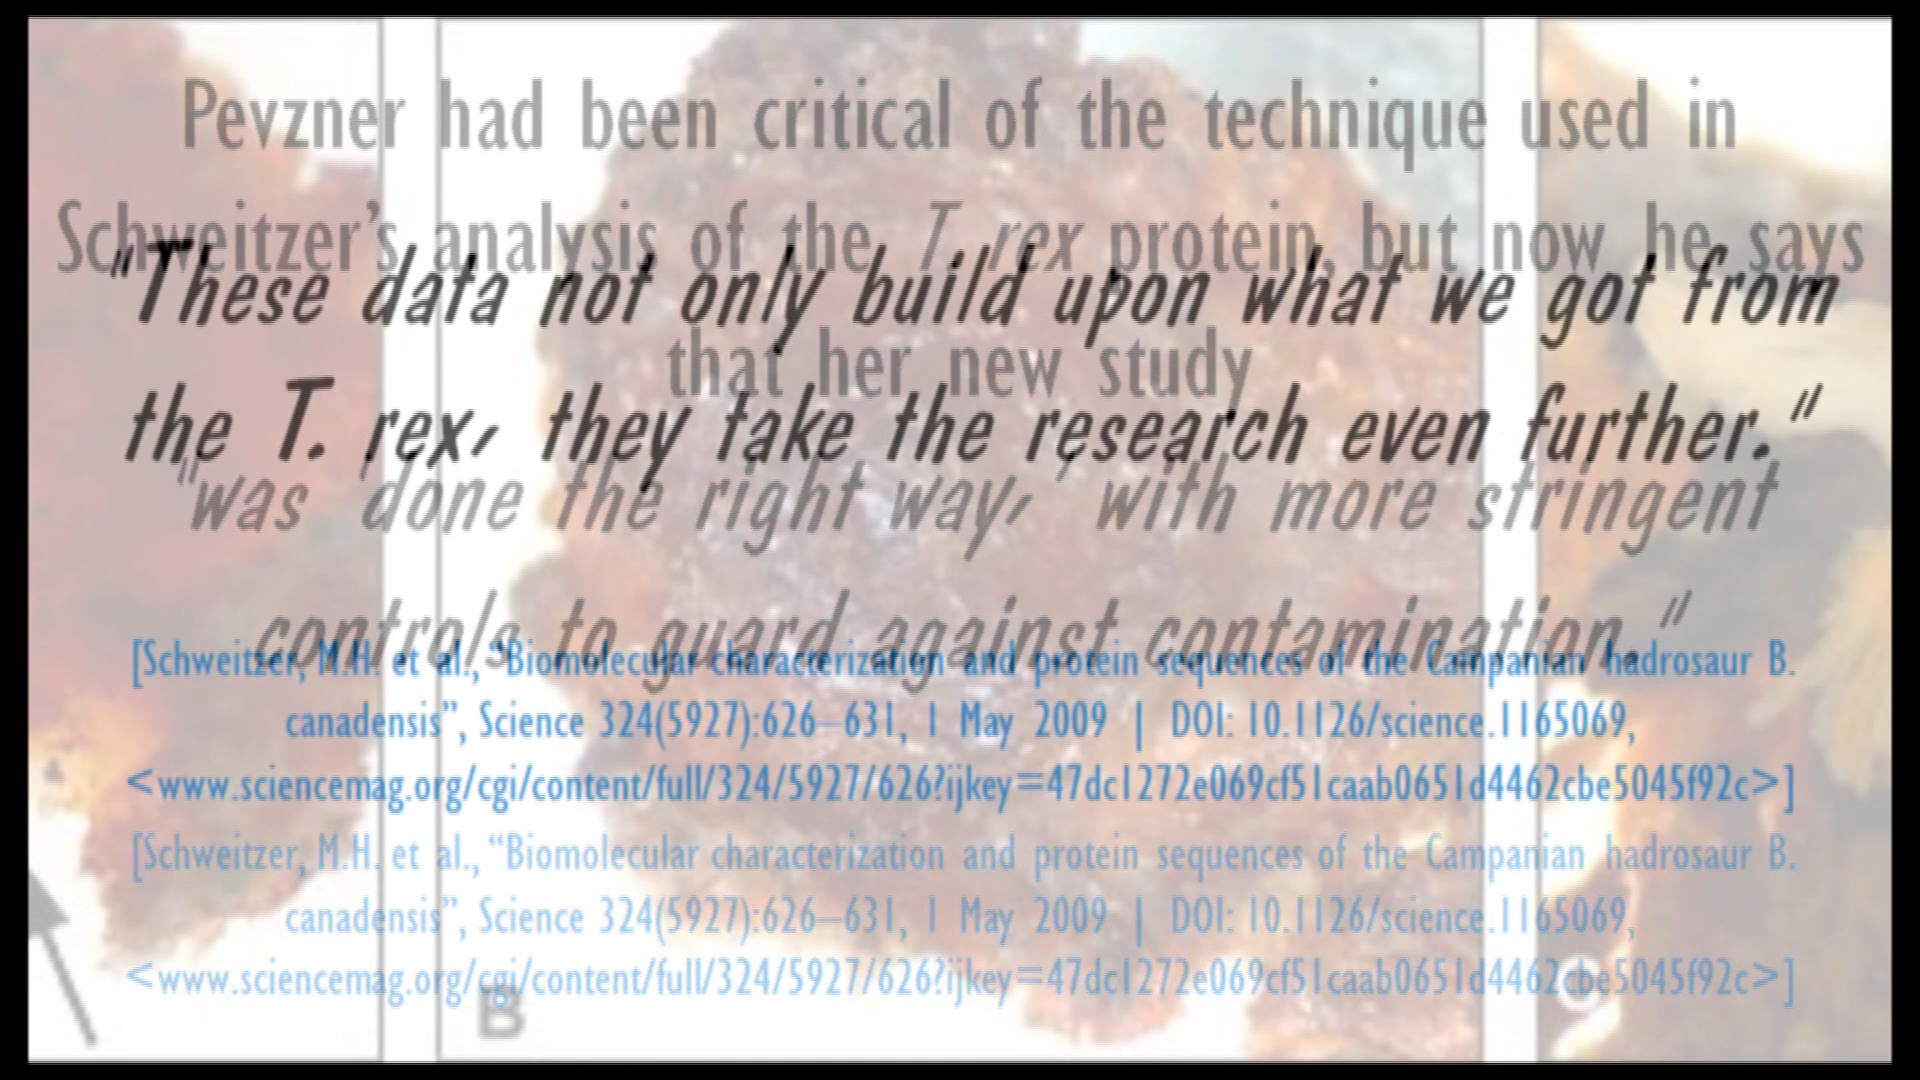 Pevzner had been critical of the technique used in
Schweitzer’s analysis of the T. rex protein, but now he says
that her new study
"was 'done the right way,' with more stringent
controls to guard against contamination."
[Schweitzer, M.H. et al., “Biomolecular characterization and protein sequences of the Campanian hadrosaur B.
canadensis”, Science 324(5927):626–631, 1 May 2009 | DOI: 10.1126/science.1165069,
<www.sciencemag.org/cgi/content/full/324/5927/626?ijkey=47dc1272e069cf51caab0651d4462cbe5045f92c>]
"These data not only build upon what we got from
the T. rex, they take the research even further."
[Schweitzer, M.H. et al., “Biomolecular characterization and protein sequences of the Campanian hadrosaur B.
canadensis”, Science 324(5927):626–631, 1 May 2009 | DOI: 10.1126/science.1165069,
<www.sciencemag.org/cgi/content/full/324/5927/626?ijkey=47dc1272e069cf51caab0651d4462cbe5045f92c>]
B